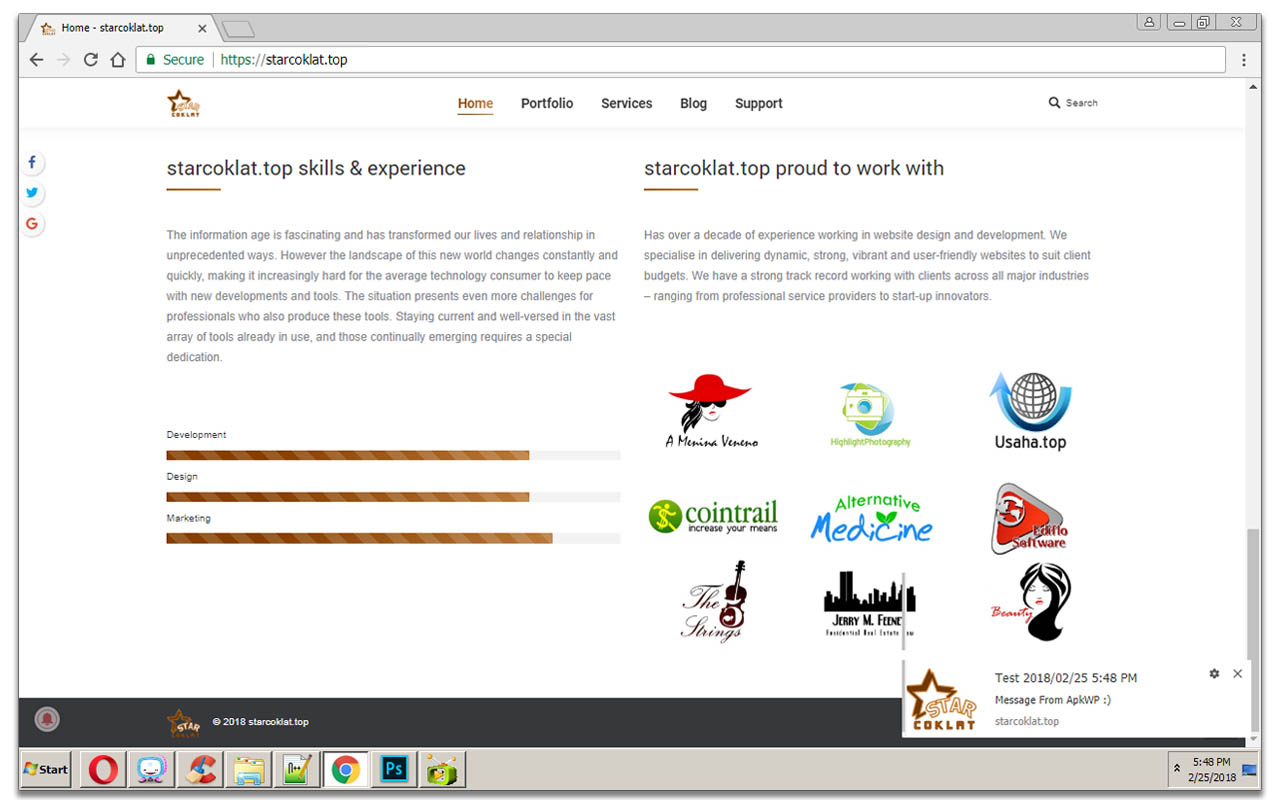 Home - starcoklat.top
Secure
https://starcoklat.top
STAR
COKLAT
Home
Portfolio
Services
Blog
Support
Search
starcoklat.top skills & experience
The information age is fascinating and has transformed our lives and relationship in
unprecedented ways. However the landscape of this new world changes constantly and
quickly, making it increasingly hard for the average technology consumer to keep pace
with new developments and tools. The situation presents even more challenges for
professionals who also produce these tools. Staying current and well-versed in the vast
array of tools already in use, and those continually emerging requires a special
dedication.
Development
Design
Marketing
starcoklat.top proud to work with
Has over a decade of experience working in website design and development. We
specialise in delivering dynamic, strong, vibrant and user-friendly websites to suit client
budgets. We have a strong track record working with clients across all major industries
– ranging from professional service providers to start-up innovators.
A Menina Veneno
HighlightPhotography
Usaha.top
cointrail
increase your means
Alternative
Medicine
Ediflo
Software
The
Strings
JERRY M. FEENE
Residential Real Estate
Beauty
STAR
COKLAT
© 2018 starcoklat.top
STAR
COKLAT
Test 2018/02/25 5:48 PM
Message From ApkWP :)
starcoklat.top
Start
Ps
5:48 PM
2/25/2018